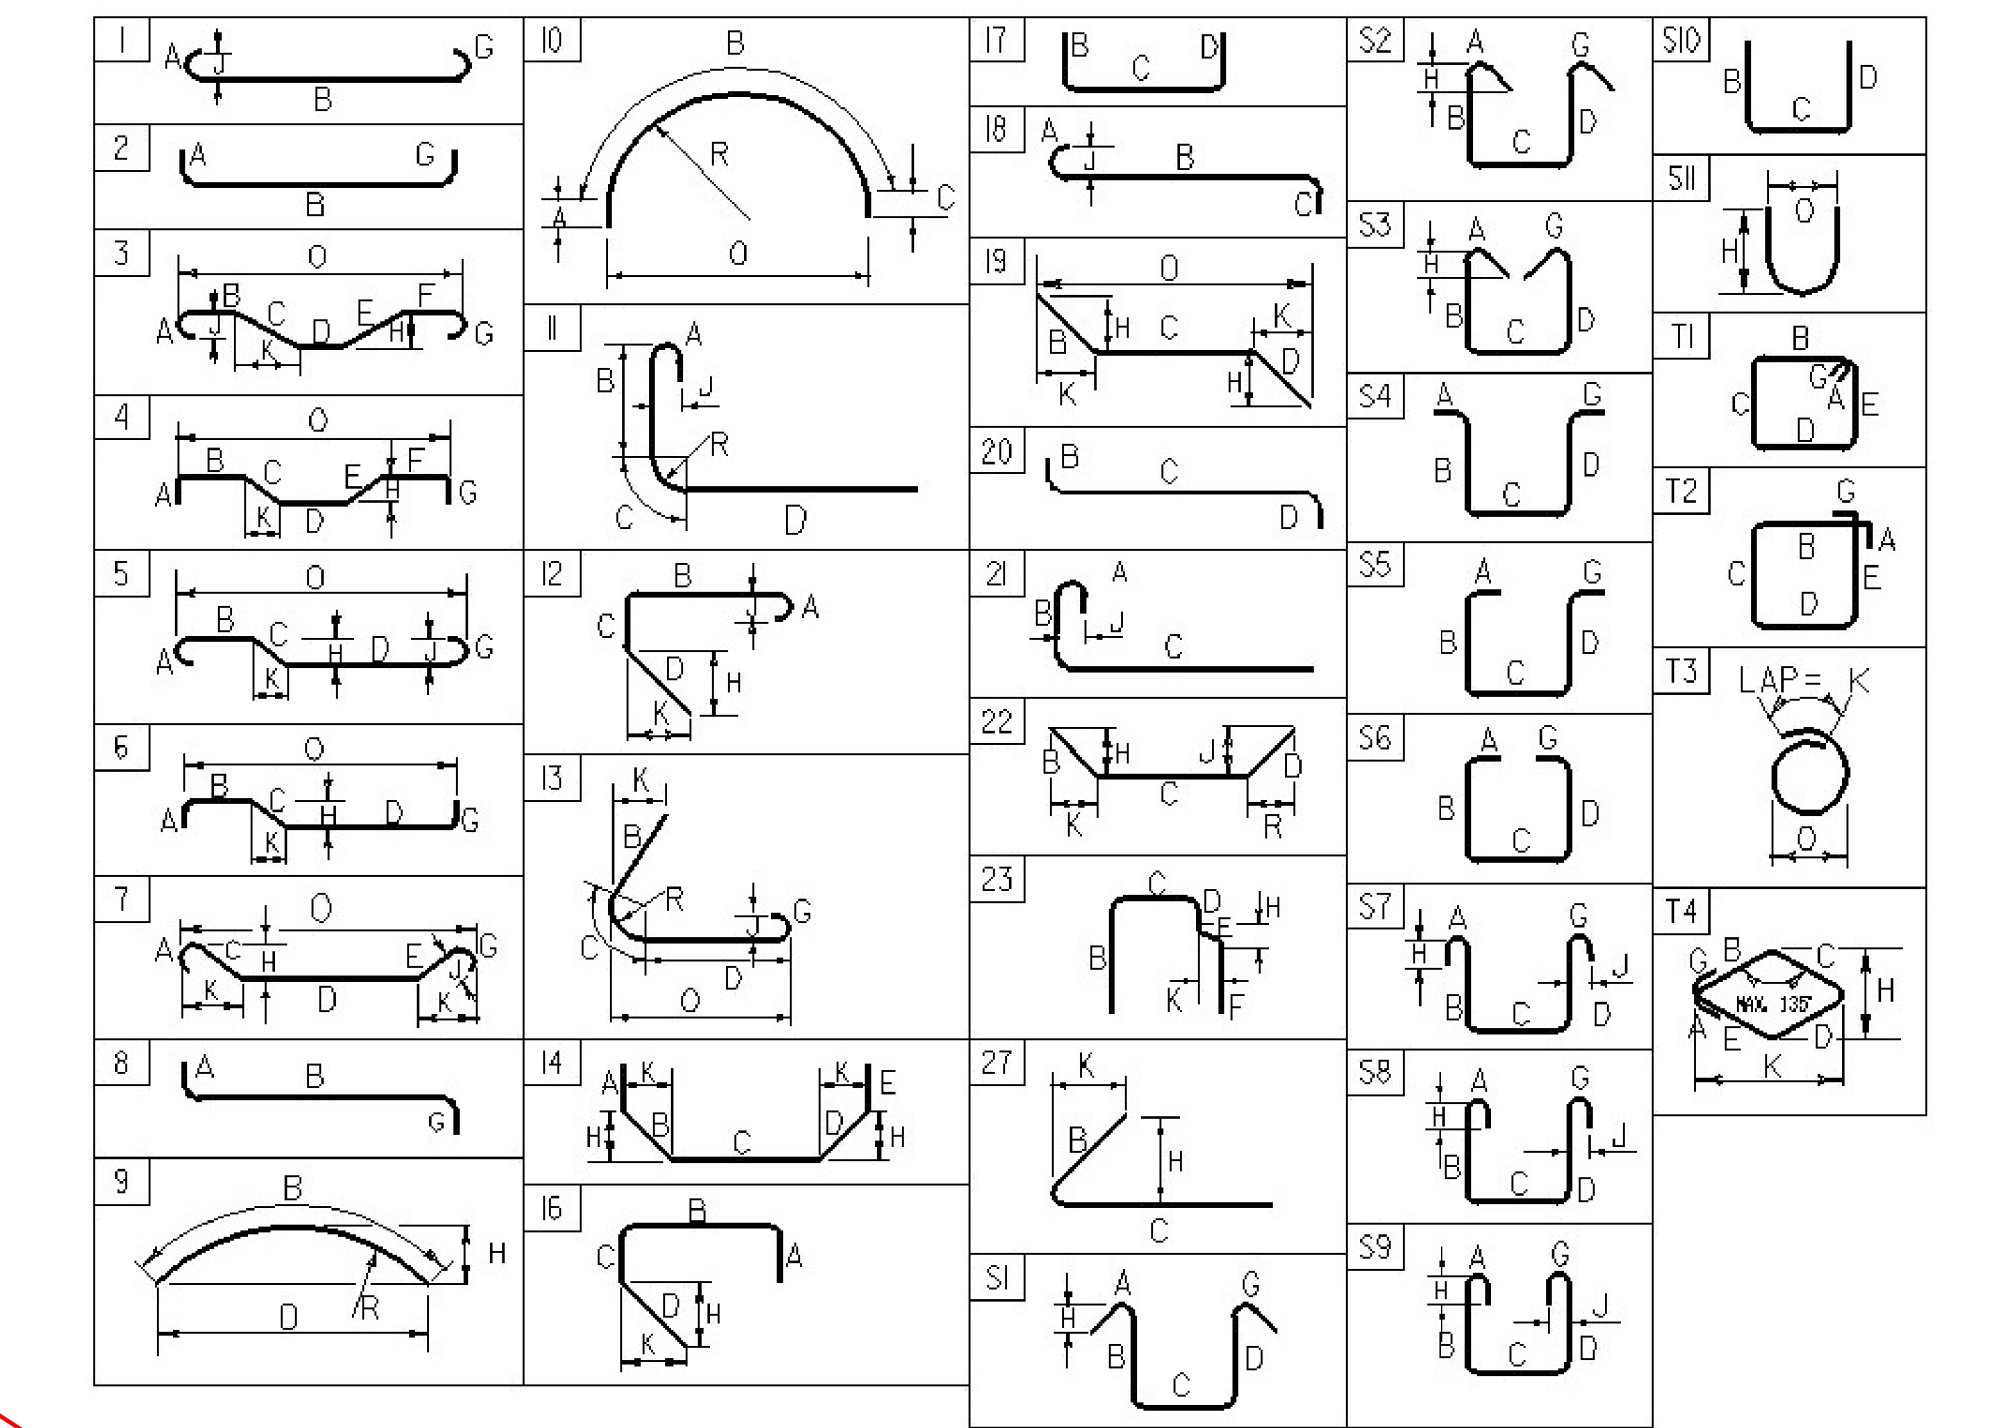 1
A J G
B
2
A G
B
3
O
B C E F
A J D H G
K
4
O
B C E F
A H G
K D
5
O
B C
A H D J G
K
6
O
B C
A H D G
K
7
O
A C E G
H J
K D K
8
A B
G
9
B
H
O R
10
B
R
A C
O
11
A
B J
R
C D
12
B
J A
C
D H
K
13
K
B
R G
J
C D
O
14
A K K E
H B C D H
16
B
C A
D H
K
17
B D
C
18
A
J B
C
19
O
H C K
B D
K H
20
B C
D
21
A
B J
C
22
B H J D
C
K R
23
C
D H
E
B
K F
27
K
B H
C
S1
A G
H
B D
C
S2
A G
H
B D
C
S3
A G
H
B D
C
S4
A G
B D
C
S5
A G
B D
C
S6
A G
B D
C
S7
A G
H J
B C D
S8
A G
H J
B C D
S9
A G
H J
B C D
S10
B D
C
S11
O
H
T1
B
G
C A E
D
T2
G
B A
C E
D
T3
LAP= K
O
T4
B C
G H
MAX. 135°
A E D
K